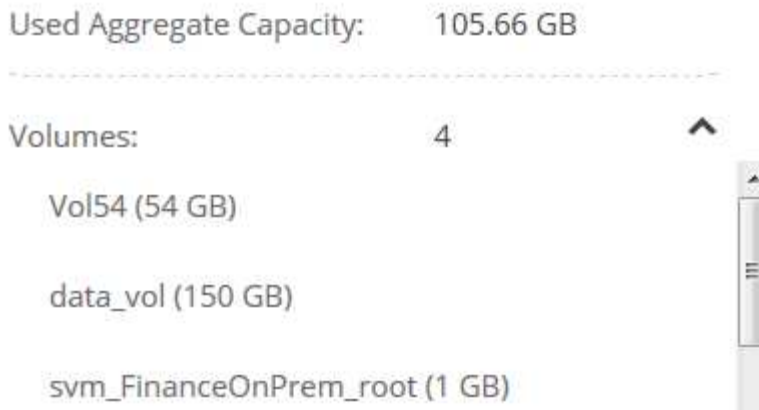 Used Aggregate Capacity: 105.66 GB
Volumes: 4
Vol54 (54 GB)
data_vol (150 GB)
svm_FinanceOnPrem_root (1 GB)